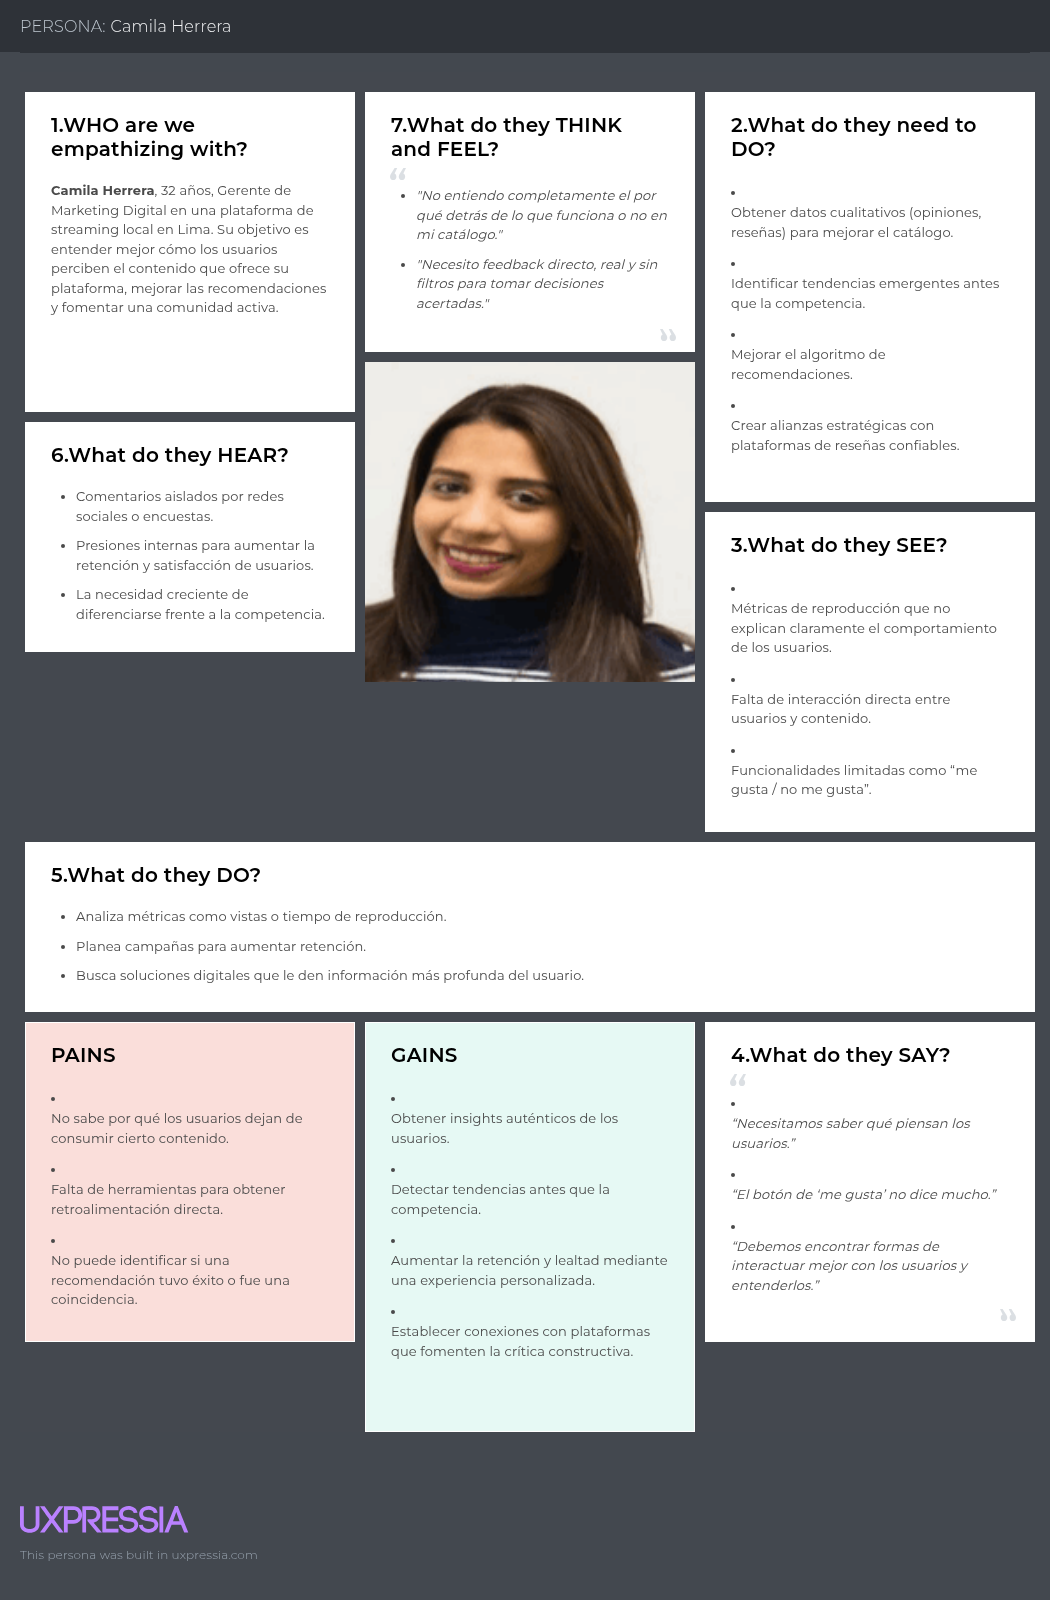 PERSONA: Camila Herrera
1.WHO are we
empathizing with?
Camila Herrera, 32 años, Gerente de
Marketing Digital en una plataforma de
streaming local en Lima. Su objetivo es
entender mejor cómo los usuarios
perciben el contenido que ofrece su
plataforma, mejorar las recomendaciones
y fomentar una comunidad activa.
7.What do they THINK
and FEEL?
“
• "No entiendo completamente el por
qué detrás de lo que funciona o no en
mi catálogo."
• "Necesito feedback directo, real y sin
filtros para tomar decisiones
acertadas."
”
2.What do they need to
DO?
•
Obtener datos cualitativos (opiniones,
reseñas) para mejorar el catálogo.
•
Identificar tendencias emergentes antes
que la competencia.
•
Mejorar el algoritmo de
recomendaciones.
•
Crear alianzas estratégicas con
plataformas de reseñas confiables.
6.What do they HEAR?
• Comentarios aislados por redes
sociales o encuestas.
• Presiones internas para aumentar la
retención y satisfacción de usuarios.
• La necesidad creciente de
diferenciarse frente a la competencia.
3.What do they SEE?
•
Métricas de reproducción que no
explican claramente el comportamiento
de los usuarios.
•
Falta de interacción directa entre
usuarios y contenido.
•
Funcionalidades limitadas como “me
gusta / no me gusta”.
5.What do they DO?
• Analiza métricas como vistas o tiempo de reproducción.
• Planea campañas para aumentar retención.
• Busca soluciones digitales que le den información más profunda del usuario.
PAINS
•
No sabe por qué los usuarios dejan de
consumir cierto contenido.
•
Falta de herramientas para obtener
retroalimentación directa.
•
No puede identificar si una
recomendación tuvo éxito o fue una
coincidencia.
GAINS
•
Obtener insights auténticos de los
usuarios.
•
Detectar tendencias antes que la
competencia.
•
Aumentar la retención y lealtad mediante
una experiencia personalizada.
•
Establecer conexiones con plataformas
que fomenten la crítica constructiva.
4.What do they SAY?
“
•
“Necesitamos saber qué piensan los
usuarios.”
•
“El botón de ‘me gusta’ no dice mucho.”
•
“Debemos encontrar formas de
interactuar mejor con los usuarios y
entenderlos.”
”
UXPRESSIA
This persona was built in uxpressia.com